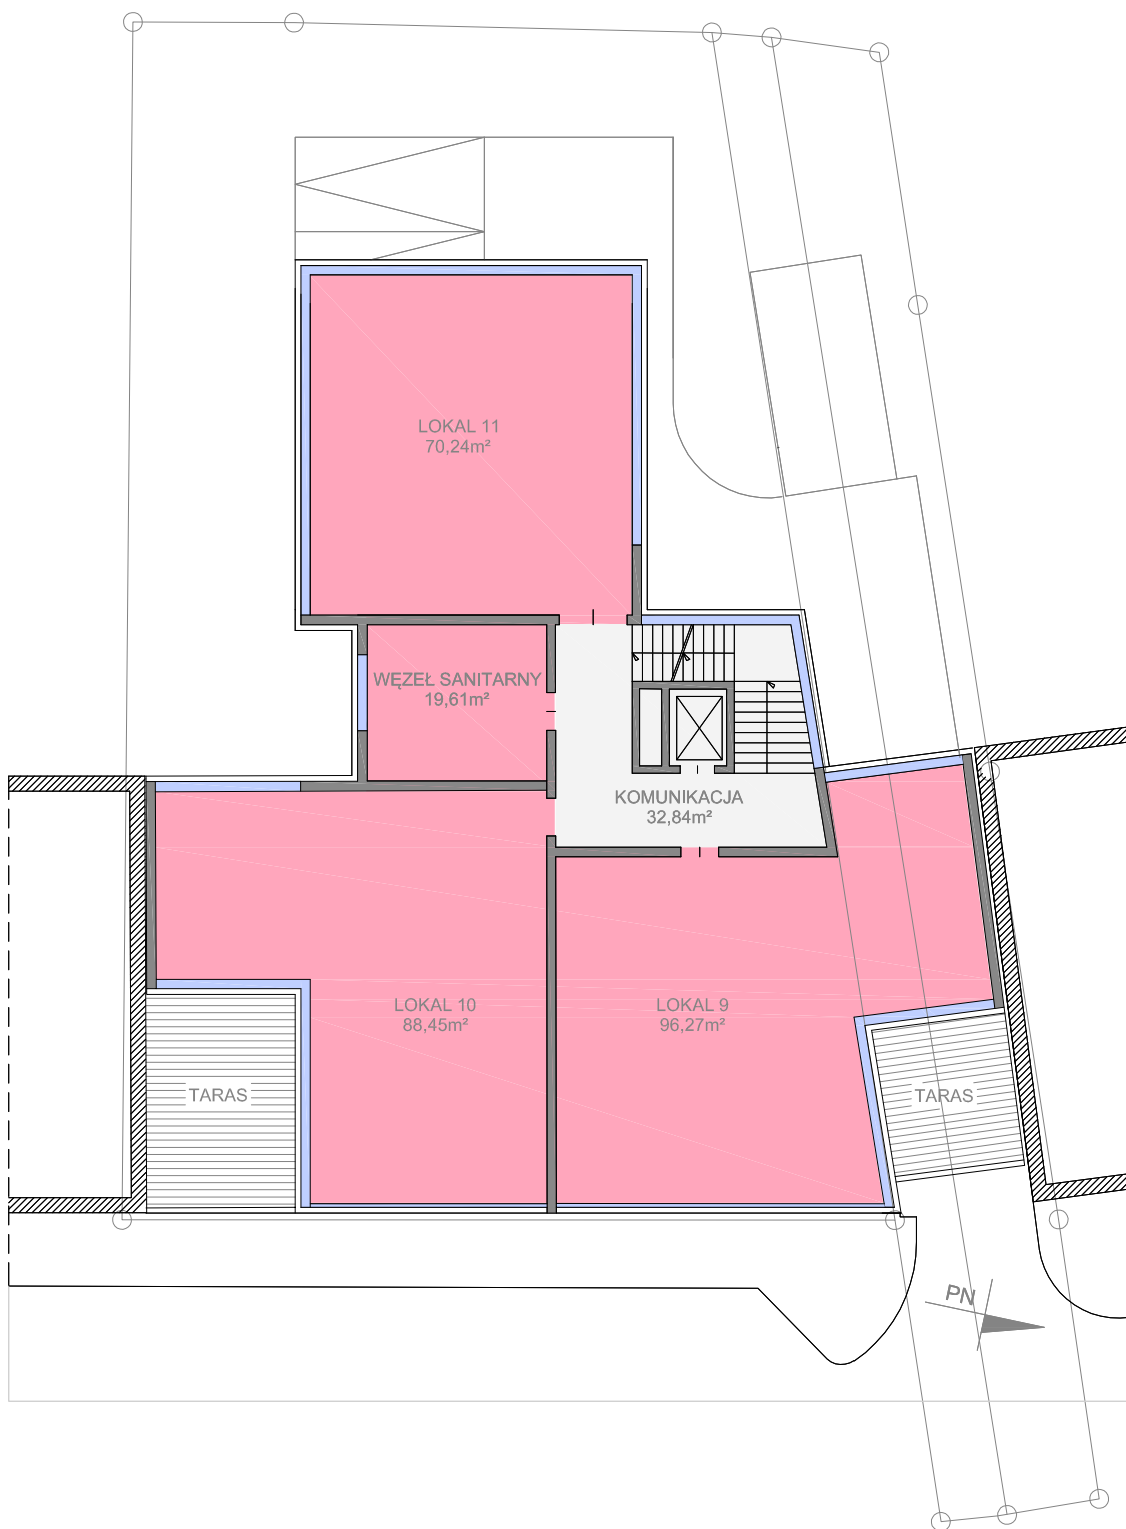 LOKAL 11
70,24m²
WĘZEŁ SANITARNY
19,61m²
KOMUNIKACJA
32,84m²
LOKAL 10
88,45m²
LOKAL 9
96,27m²
TARAS
TARAS
PN